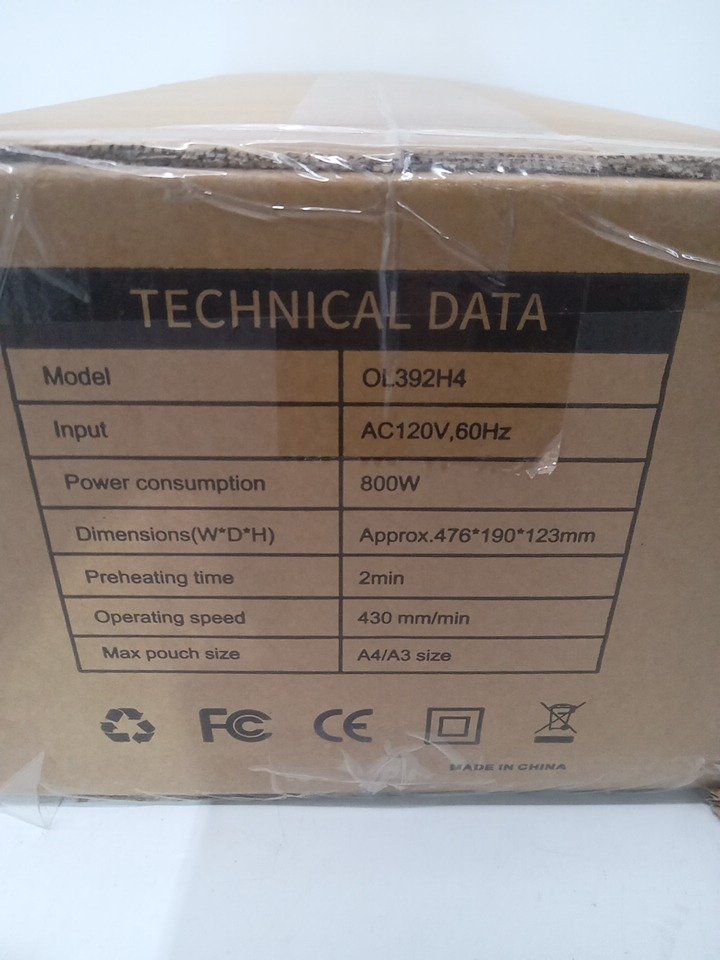 TECHNICAL DATA
Model OL392H4
Input AC120V,60Hz
Power consumption 800W
Dimensions(W*D*H) Approx.476*190*123mm
Preheating time 2min
Operating speed 430 mm/min
Max pouch size A4/A3 size
FC CE
MADE IN CHINA